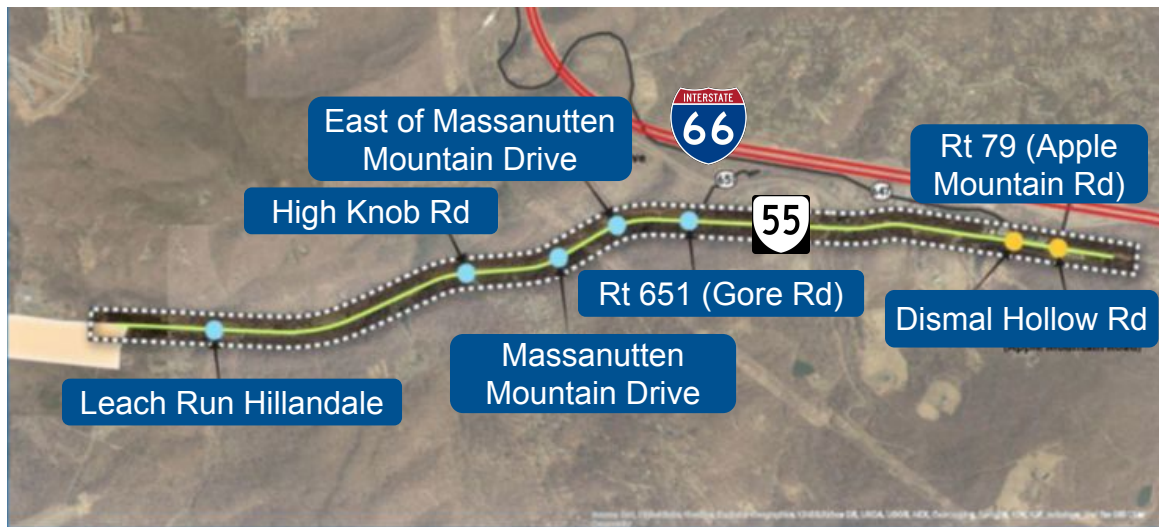 East of Massanutten
Mountain Drive
INTERSTATE
66
Rt 79 (Apple
Mountain Rd)
High Knob Rd
55
Rt 651 (Gore Rd)
Dismal Hollow Rd
Massanutten
Mountain Drive
Leach Run Hillandale